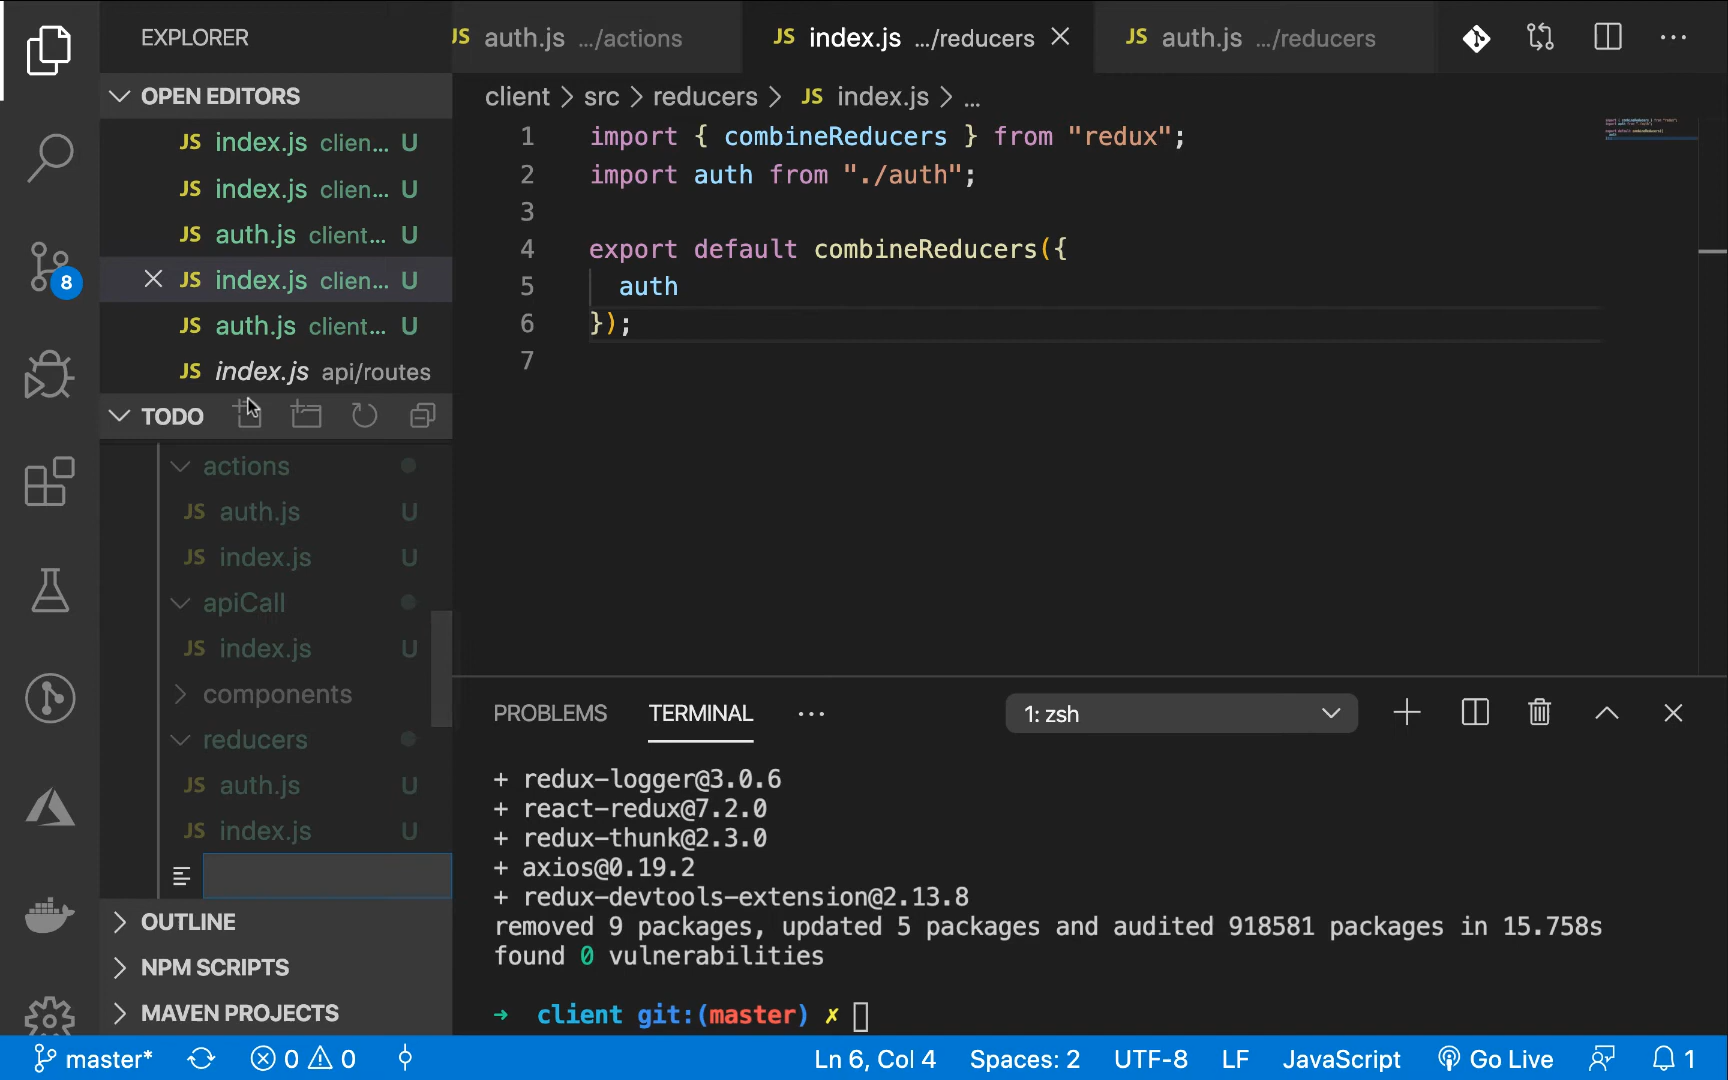 EXPLORER
OPEN EDITORS
JS index.js clien... U
JS index.js clien... U
JS auth.js client... U
JS index.js clien... U
JS auth.js client... U
JS index.js api/routes
TODO
actions
JS auth.js U
JS index.js U
apiCall
JS index.js U
components
reducers
JS auth.js U
JS index.js U
OUTLINE
NPM SCRIPTS
MAVEN PROJECTS
8
JS auth.js .../actions
JS index.js .../reducers
JS auth.js .../reducers
client > src > reducers > JS index.js > ...
1 import { combineReducers } from "redux";
2 import auth from "./auth";
3
4 export default combineReducers({
5 auth
6 });
7
PROBLEMS TERMINAL ... 1: zsh
+ redux-logger@3.0.6
+ react-redux@7.2.0
+ redux-thunk@2.3.0
+ axios@0.19.2
+ redux-devtools-extension@2.13.8
removed 9 packages, updated 5 packages and audited 918581 packages in 15.758s
found 0 vulnerabilities
→ client git:(master) ✗
master* 0 0 Ln 6, Col 4 Spaces: 2 UTF-8 LF JavaScript Go Live 1